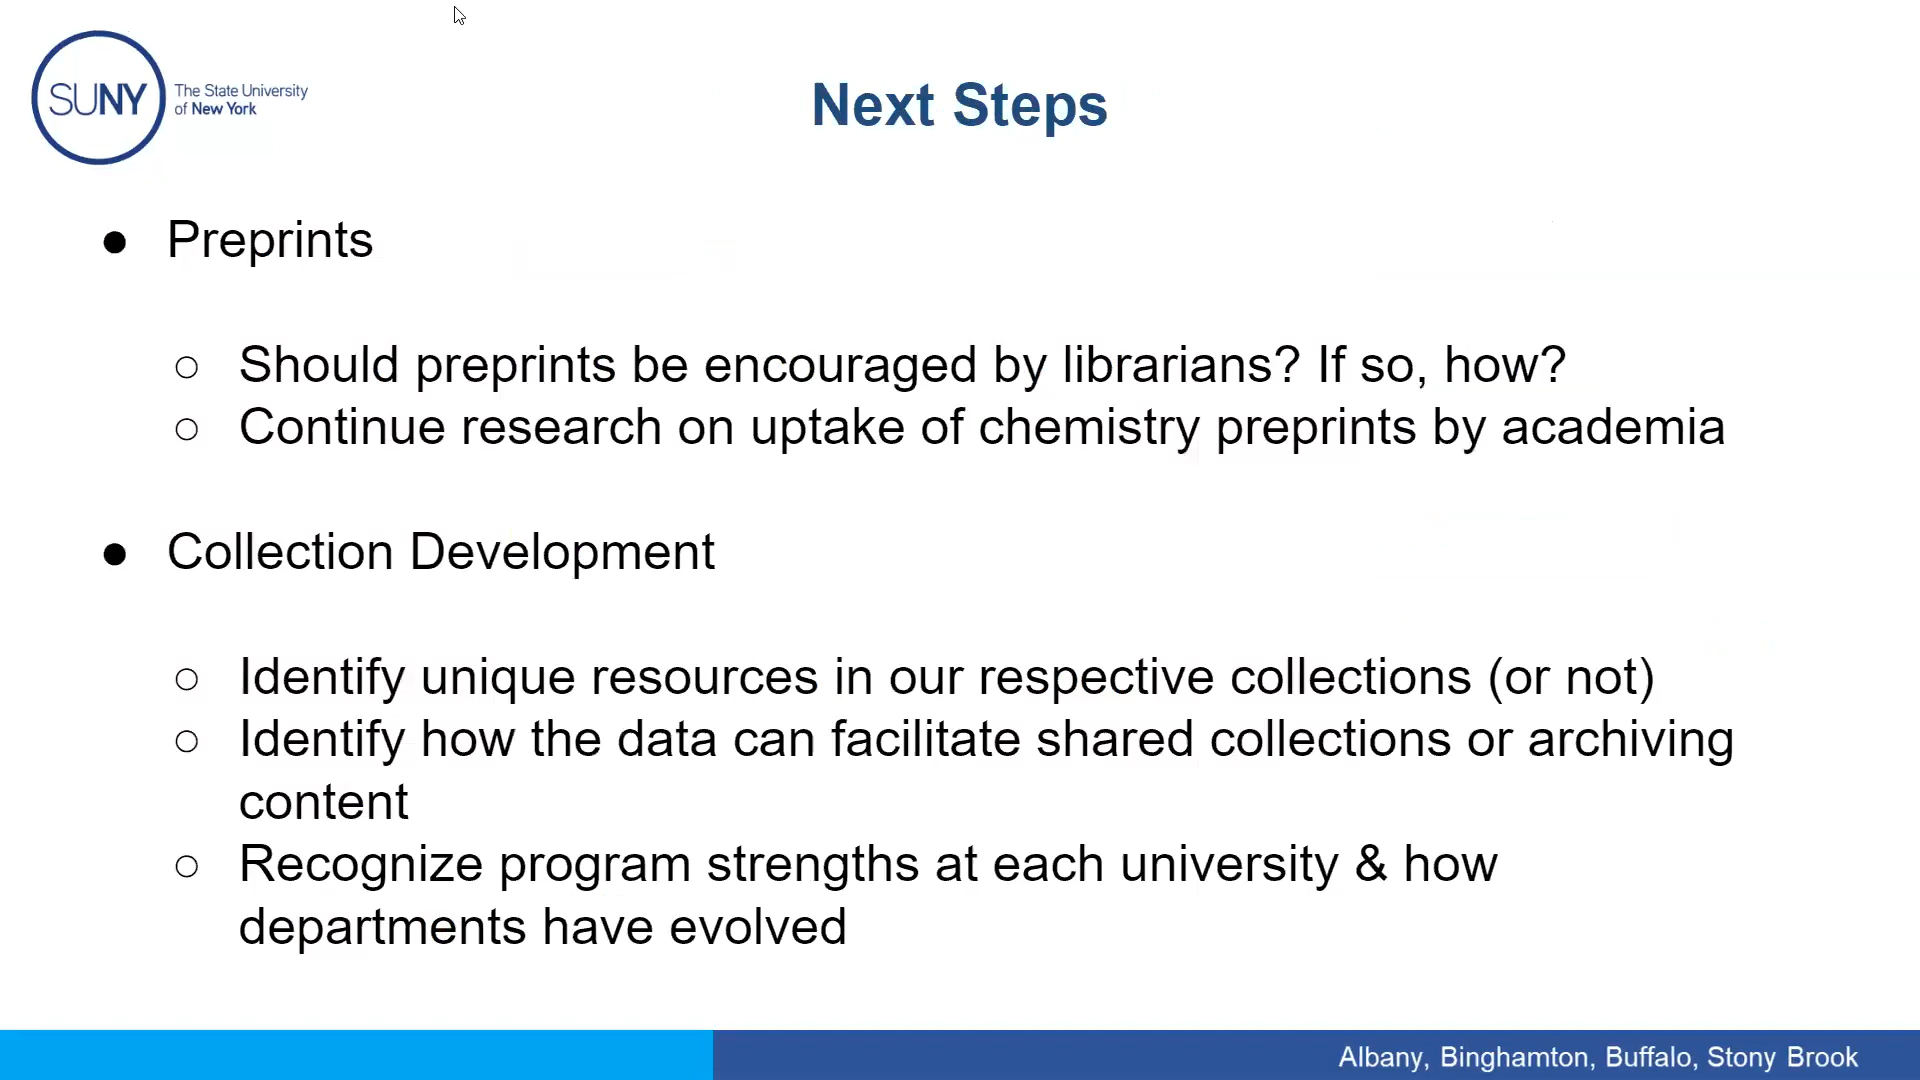 SUNY
The State University
of New York
Next Steps
● Preprints
○ Should preprints be encouraged by librarians? If so, how?
○ Continue research on uptake of chemistry preprints by academia
● Collection Development
○ Identify unique resources in our respective collections (or not)
○ Identify how the data can facilitate shared collections or archiving
content
○ Recognize program strengths at each university & how
departments have evolved
Albany, Binghamton, Buffalo, Stony Brook